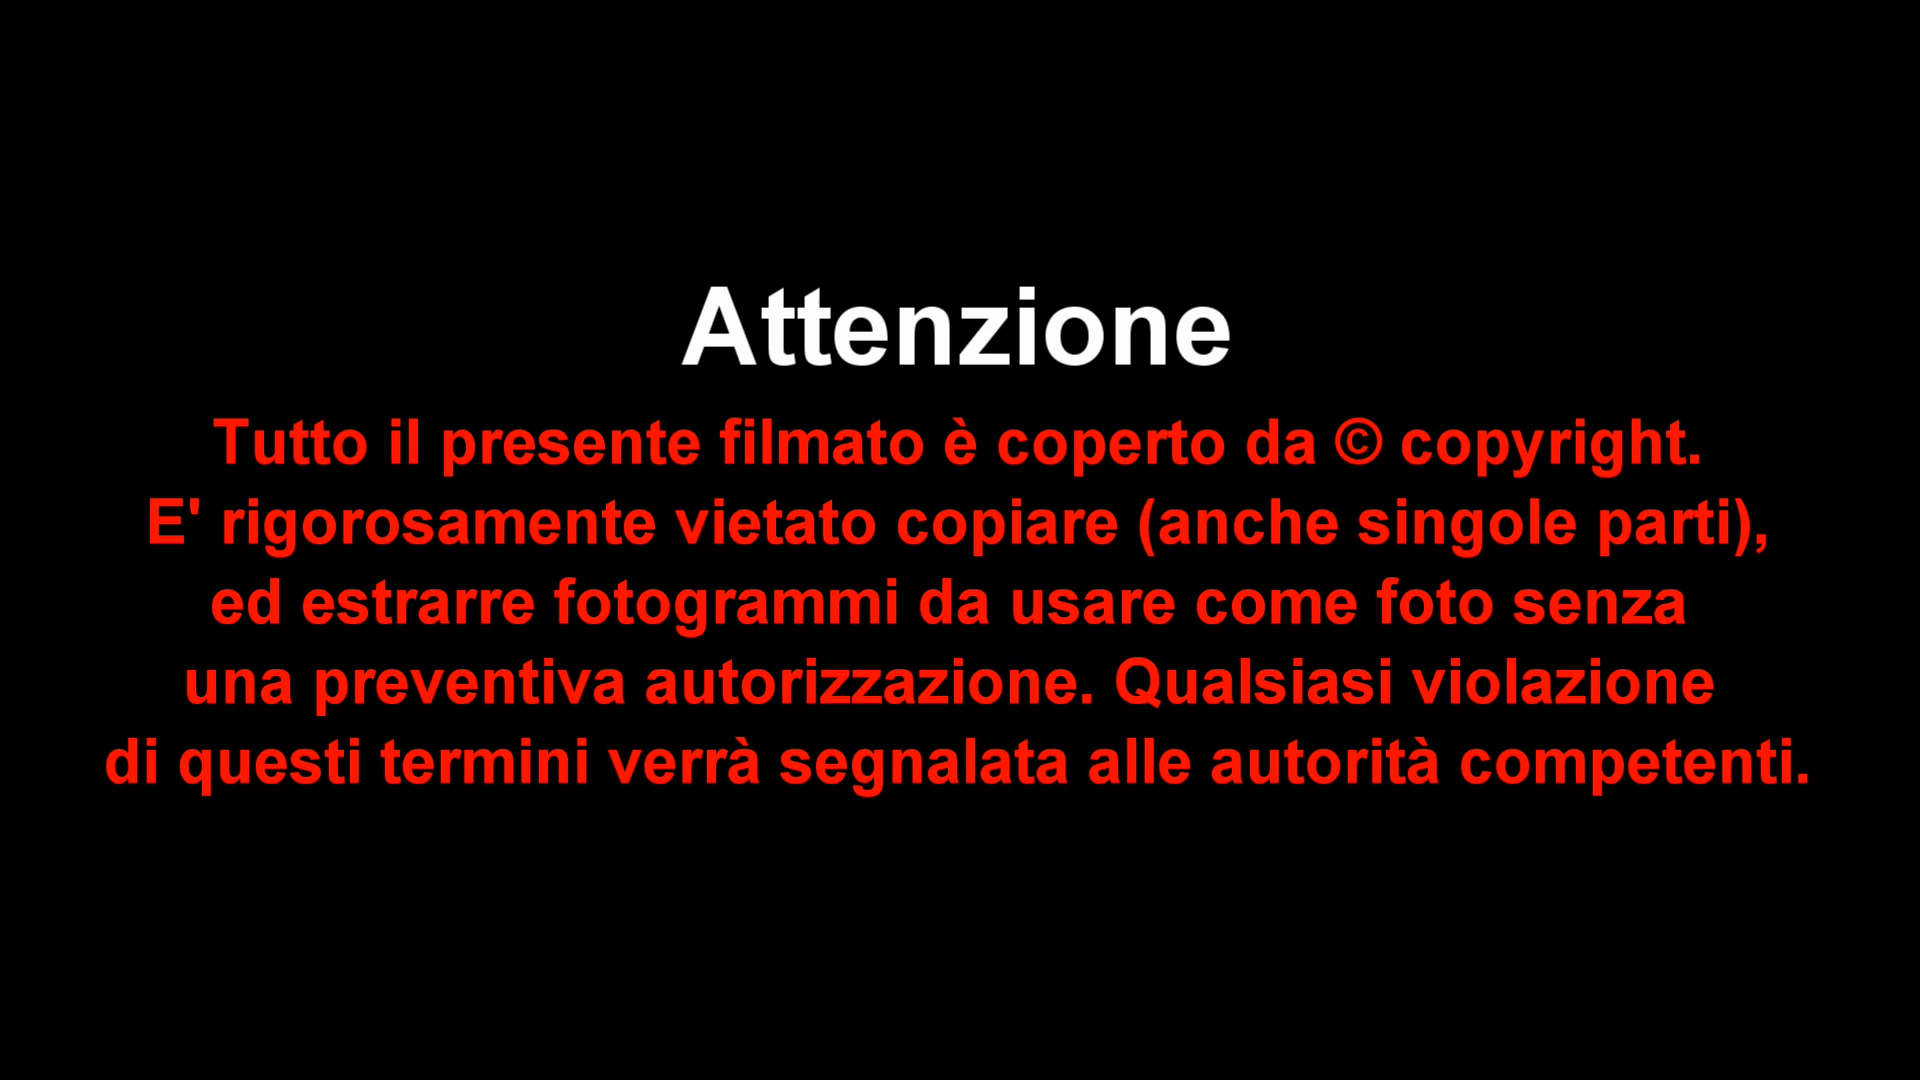 Attenzione
Tutto il presente filmato è coperto da © copyright.
E' rigorosamente vietato copiare (anche singole parti),
ed estrarre fotogrammi da usare come foto senza
una preventiva autorizzazione. Qualsiasi violazione
di questi termini verrà segnalata alle autorità competenti.